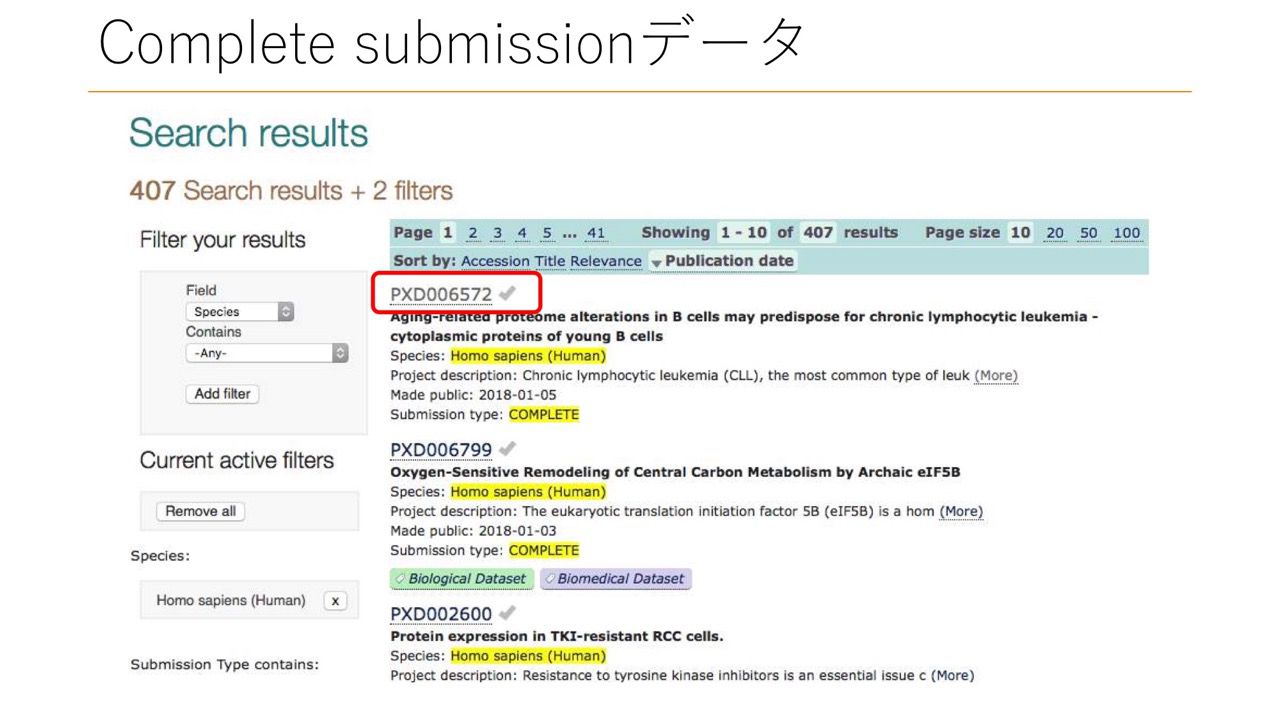 Complete submissionデータ
Search results
407 Search results + 2 filters
Filter your results
Field
Species
Contains
-Any-
Add filter
Current active filters
Remove all
Species:
Homo sapiens (Human) x
Submission Type contains:
Page 1 2 3 4 5 ... 41 Showing 1 - 10 of 407 results Page size 10 20 50 100
Sort by: Accession Title Relevance Publication date
PXD006572
Aging-related proteome alterations in B cells may predispose for chronic lymphocytic leukemia -
cytoplasmic proteins of young B cells
Species: Homo sapiens (Human)
Project description: Chronic lymphocytic leukemia (CLL), the most common type of leuk (More)
Made public: 2018-01-05
Submission type: COMPLETE
PXD006799
Oxygen-Sensitive Remodeling of Central Carbon Metabolism by Archaic eIF5B
Species: Homo sapiens (Human)
Project description: The eukaryotic translation initiation factor 5B (eIF5B) is a hom (More)
Made public: 2018-01-03
Submission type: COMPLETE
Biological Dataset Biomedical Dataset
PXD002600
Protein expression in TKI-resistant RCC cells.
Species: Homo sapiens (Human)
Project description: Resistance to tyrosine kinase inhibitors is an essential issue c (More)